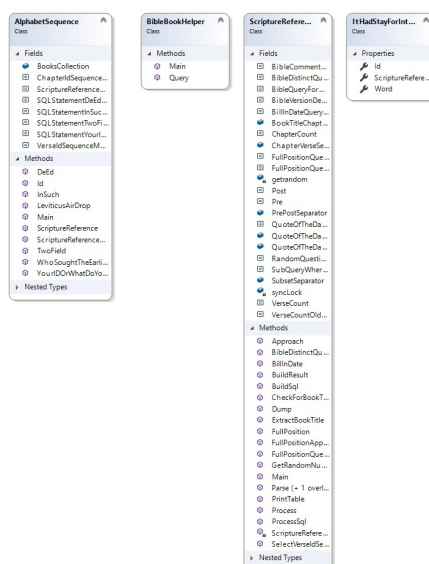 AlphabetSequence
Class
Fields
BooksCollection
ChapterIdSequence...
ScriptureReference...
SQLStatementDeEd...
SQLStatementInSuc...
SQLStatementTwoFi...
SQLStatementYourI...
VerseIdSequenceM...
Methods
DeEd
Id
InSuch
LeviticusAirDrop
Main
ScriptureReference
ScriptureReference...
TwoField
WhoSoughtTheEarli...
YourIDOrWhatDoYo...
Nested Types
BibleBookHelper
Class
Methods
Main
Query
ScriptureRefere...
Class
Fields
BibleComment...
BibleDistinctQu...
BibleQueryFor...
BibleVersionDe...
BillInDateQuery...
BookTitleChapt...
ChapterCount
ChapterVerseSe...
FullPositionQue...
FullPositionQue...
getrandom
Post
Pre
PrePostSeparator
QuoteOfTheDa...
QuoteOfTheDa...
QuoteOfTheDa...
RandomQuesti...
SubQueryWher...
SubsetSeparator
syncLock
VerseCount
VerseCountOld...
Methods
Approach
BibleDistinctQu...
BillInDate
BuildResult
BuildSql
CheckForBookT...
Dump
ExtractBookTitle
FullPosition
FullPositionApp...
FullPositionQue...
GetRandomNu...
Main
Parse (+ 1 overl...
PrintTable
Process
ProcessSql
ScriptureRefere...
SelectVerseIdSe...
Nested Types
ItHadStayForInt...
Class
Properties
Id
ScriptureRefere...
Word